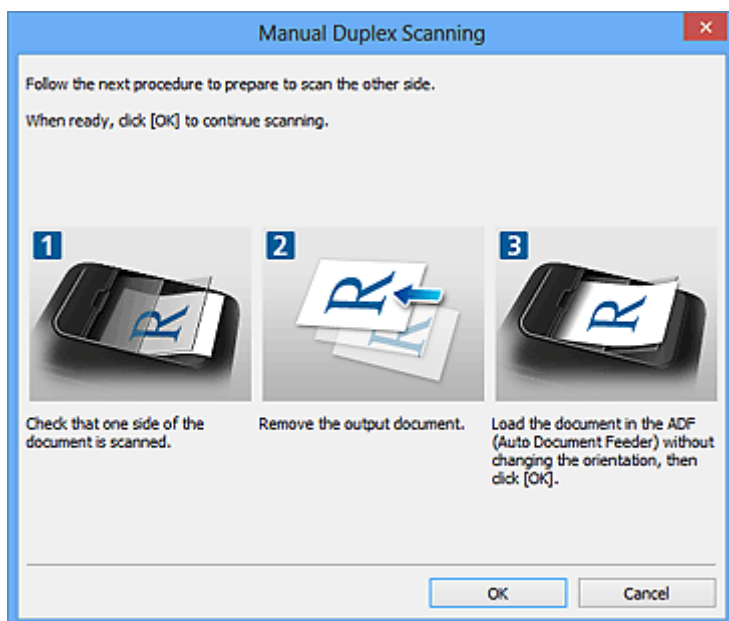 Manual Duplex Scanning
Follow the next procedure to prepare to scan the other side.
When ready, click [OK] to continue scanning.
1
2
3
R
R
R
R
Check that one side of the
document is scanned.
Remove the output document.
Load the document in the ADF
(Auto Document Feeder) without
changing the orientation, then
click [OK].
OK
Cancel